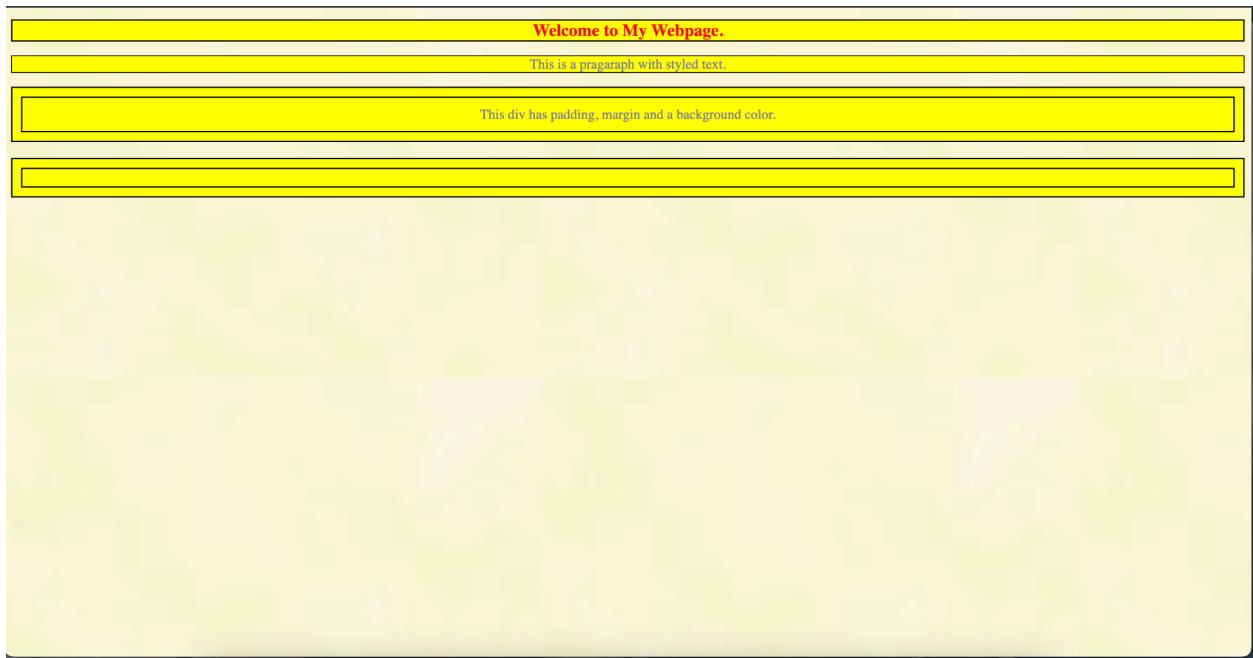 Welcome to My Webpage.
This is a pragaraph with styled text.
This div has padding, margin and a background color.